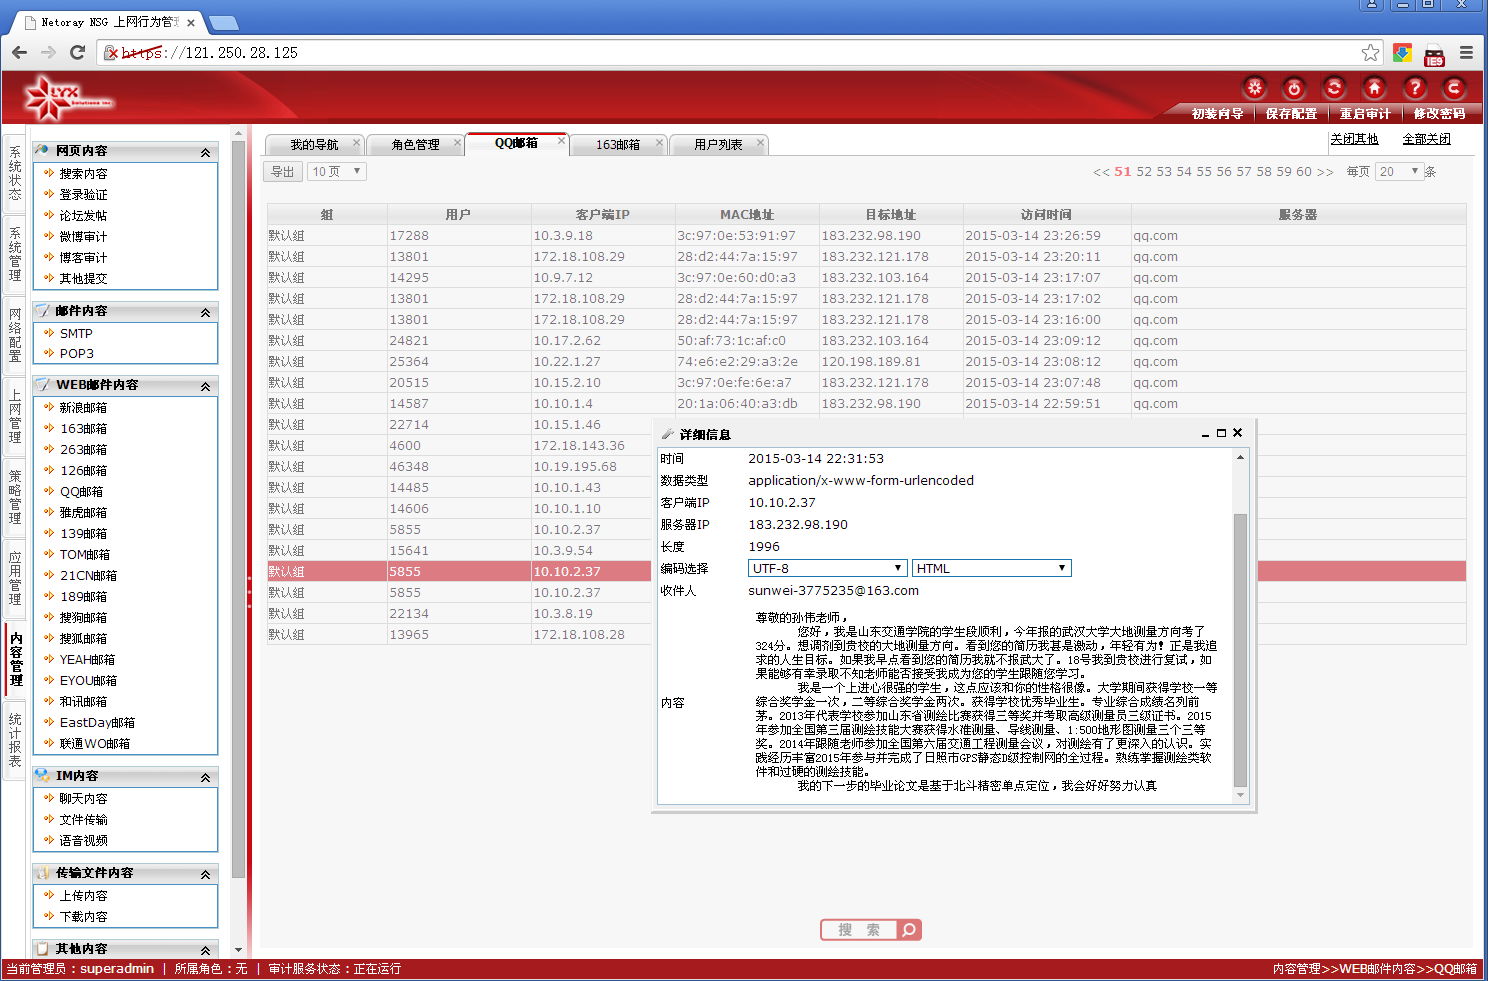 Netoray NSG 上网行为管理
https://121.250.28.125
IE9
LYX
Solutions Inc
初装向导 保存配置 重启审计 修改密码
系统状态
系统管理
网络配置
上网管理
策略管理
应用管理
内容管理
统计报表
网页内容
搜索内容
登录验证
论坛发帖
微博审计
博客审计
其他提交
邮件内容
SMTP
POP3
WEB邮件内容
新浪邮箱
163邮箱
263邮箱
126邮箱
QQ邮箱
雅虎邮箱
139邮箱
TOM邮箱
21CN邮箱
189邮箱
搜狗邮箱
搜狐邮箱
YEAH邮箱
EYOU邮箱
和讯邮箱
EastDay邮箱
联通WO邮箱
IM内容
聊天内容
文件传输
语音视频
传输文件内容
上传内容
下载内容
其他内容
我的导航 角色管理 QQ邮箱 163邮箱 用户列表
关闭其他 全部关闭
导出 10 页
<< 51 52 53 54 55 56 57 58 59 60 >> 每页 20 条
组 用户 客户端IP MAC地址 目标地址 访问时间 服务器
默认组 17288 10.3.9.18 3c:97:0e:53:91:97 183.232.98.190 2015-03-14 23:26:59 qq.com
默认组 13801 172.18.108.29 28:d2:44:7a:15:97 183.232.121.178 2015-03-14 23:20:11 qq.com
默认组 14295 10.9.7.12 3c:97:0e:60:d0:a3 183.232.103.164 2015-03-14 23:17:07 qq.com
默认组 13801 172.18.108.29 28:d2:44:7a:15:97 183.232.121.178 2015-03-14 23:17:02 qq.com
默认组 13801 172.18.108.29 28:d2:44:7a:15:97 183.232.121.178 2015-03-14 23:16:00 qq.com
默认组 24821 10.17.2.62 50:af:73:1c:af:c0 183.232.103.164 2015-03-14 23:09:12 qq.com
默认组 25364 10.22.1.27 74:e6:e2:29:a3:2e 120.198.189.81 2015-03-14 23:08:12 qq.com
默认组 20515 10.15.2.10 3c:97:0e:fe:6e:a7 183.232.121.178 2015-03-14 23:07:48 qq.com
默认组 14587 10.10.1.4 20:1a:06:40:a3:db 183.232.98.190 2015-03-14 22:59:51 qq.com
默认组 22714 10.15.1.46
默认组 4600 172.18.143.36
默认组 46348 10.19.195.68
默认组 14485 10.10.1.43
默认组 14606 10.10.1.10
默认组 5855 10.10.2.37
默认组 15641 10.3.9.54
默认组 5855 10.10.2.37
默认组 5855 10.10.2.37
默认组 22134 10.3.8.19
默认组 13965 172.18.108.28
详细信息
时间 2015-03-14 22:31:53
数据类型 application/x-www-form-urlencoded
客户端IP 10.10.2.37
服务器IP 183.232.98.190
长度 1996
编码选择 UTF-8 HTML
收件人 sunwei-3775235@163.com
内容
尊敬的孙伟老师,
您好,我是山东交通学院的学生段顺利,今年报的武汉大学大地测量方向考了
324分。想调剂到贵校的大地测量方向。看到您的简历我甚是激动,年轻有为!正是我追
求的人生目标。如果我早点看到您的简历我就不报武大了。18号我到贵校进行复试,如
果能够有幸录取不知老师能否接受我成为您的学生跟随您学习。
我是一个上进心很强的学生,这点应该和你的性格很像。大学期间获得学校一等
综合奖学金一次,二等综合奖学金两次。获得学校优秀毕业生。专业综合成绩名列前
茅。2013年代表学校参加山东省测绘比赛获得三等奖并考取高级测量员三级证书。2015
年参加全国第三届测绘技能大赛获得水准测量、导线测量、1:500地形图测量三个三等
奖。2014年跟随老师参加全国第六届交通工程测量会议,对测绘有了更深入的认识。实
践经历丰富2015年参与并完成了日照市GPS静态D级控制网的全过程。熟练掌握测绘类软
件和过硬的测绘技能。
我的下一步的毕业论文是基于北斗精密单点定位,我会好好努力认真
搜 索
当前管理员:superadmin | 所属角色:无 | 审计服务状态:正在运行
内容管理>>WEB邮件内容>>QQ邮箱